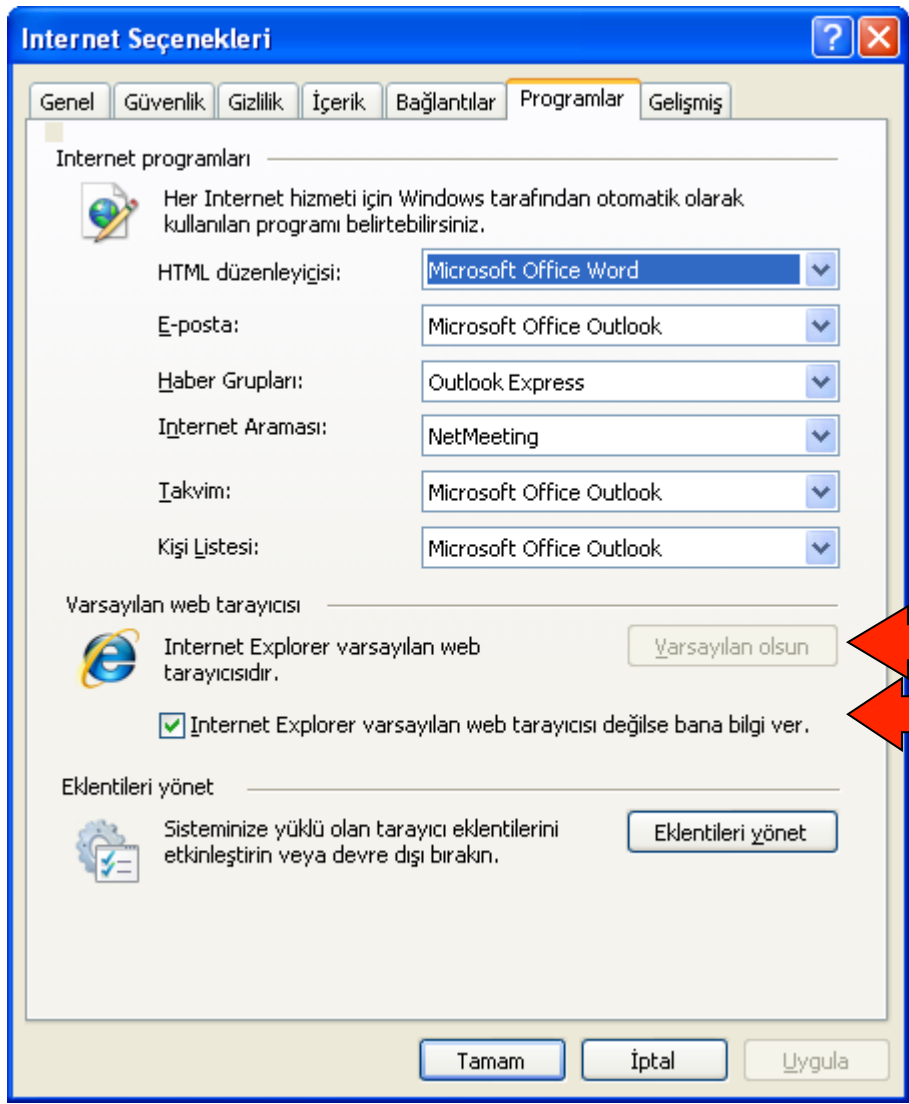 Internet Seçenekleri
Genel Güvenlik Gizlilik İçerik Bağlantılar Programlar Gelişmiş
Internet programları
Her Internet hizmeti için Windows tarafından otomatik olarak
kullanılan programı belirtebilirsiniz.
HTML düzenleyicisi: Microsoft Office Word
E-posta: Microsoft Office Outlook
Haber Grupları: Outlook Express
Internet Araması: NetMeeting
Takvim: Microsoft Office Outlook
Kişi Listesi: Microsoft Office Outlook
Varsayılan web tarayıcısı
Internet Explorer varsayılan web
tarayıcısıdır.
Varsayılan olsun
Internet Explorer varsayılan web tarayıcısı değilse bana bilgi ver.
Eklentileri yönet
Sisteminize yüklü olan tarayıcı eklentilerini
etkinleştirin veya devre dışı bırakın.
Eklentileri yönet
Tamam İptal Uygula